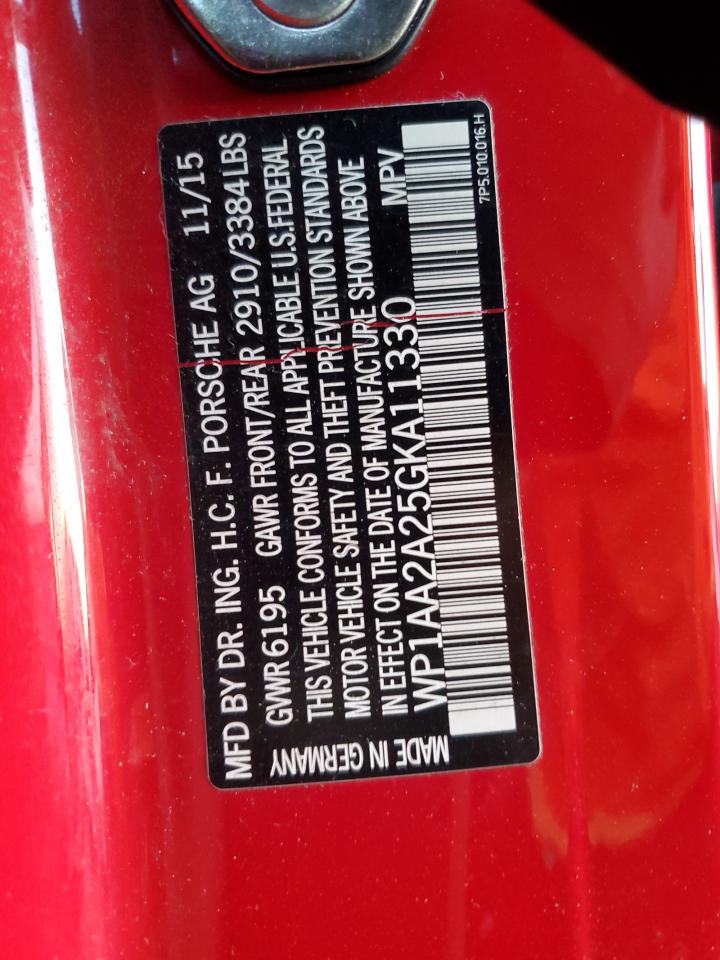 MFD BY DR. ING. H.C. F. PORSCHE AG 11/15
GVWR 6195 GAWR FRONT/REAR 2910/3384 LBS
THIS VEHICLE CONFORMS TO ALL APPLICABLE U.S.FEDERAL
MOTOR VEHICLE SAFETY AND THEFT PREVENTION STANDARDS
IN EFFECT ON THE DATE OF MANUFACTURE SHOWN ABOVE
WP1AA2A25GKA11330 MPV
MADE IN GERMANY
7P5.010.016.H